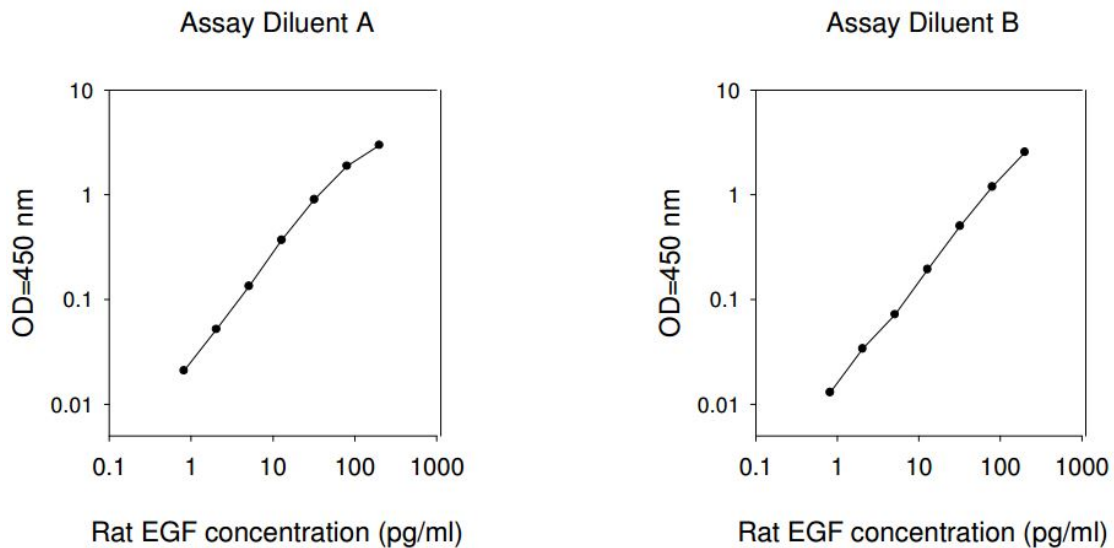 Assay Diluent A
10
1
0.1
0.01
OD=450 nm
0.1 1 10 100 1000
Rat EGF concentration (pg/ml)
Assay Diluent B
10
1
0.1
0.01
OD=450 nm
0.1 1 10 100 1000
Rat EGF concentration (pg/ml)